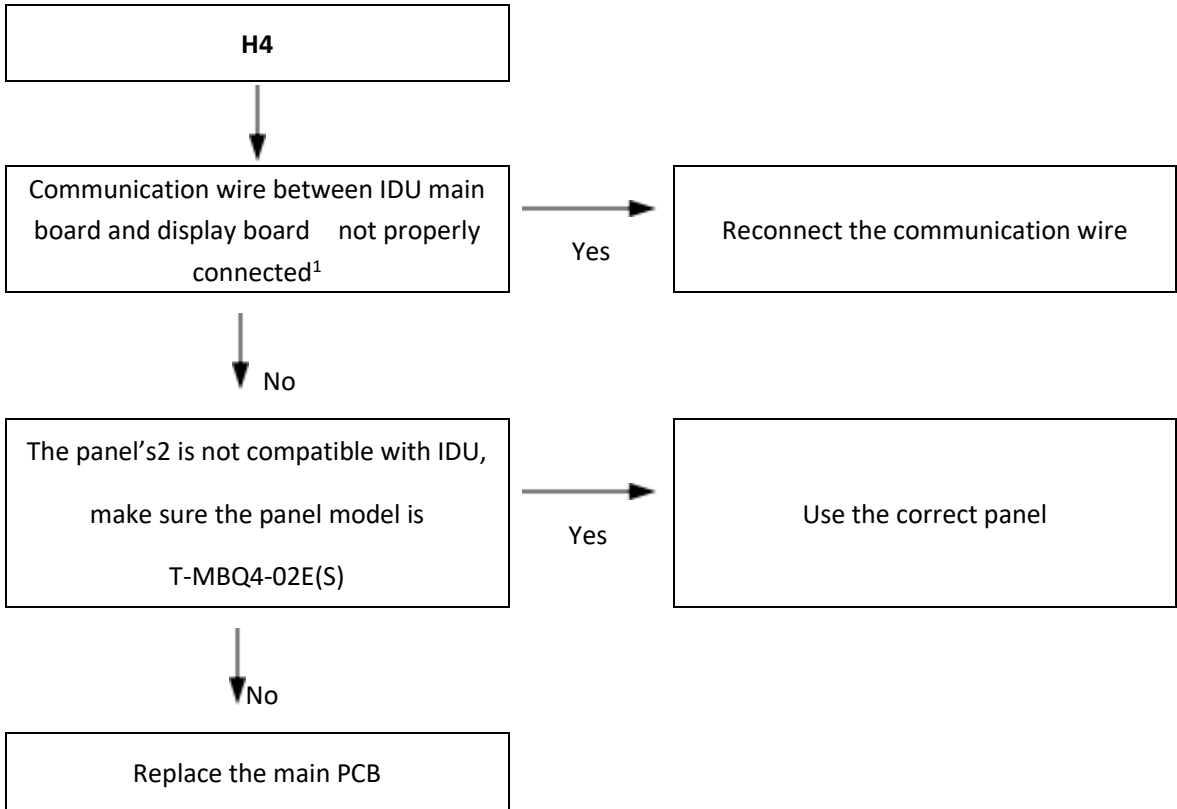 H4
Communication wire between IDU main
board and display board not properly
connected¹
Yes
Reconnect the communication wire
No
The panel's2 is not compatible with IDU,
make sure the panel model is
T-MBQ4-02E(S)
Yes
Use the correct panel
No
Replace the main PCB